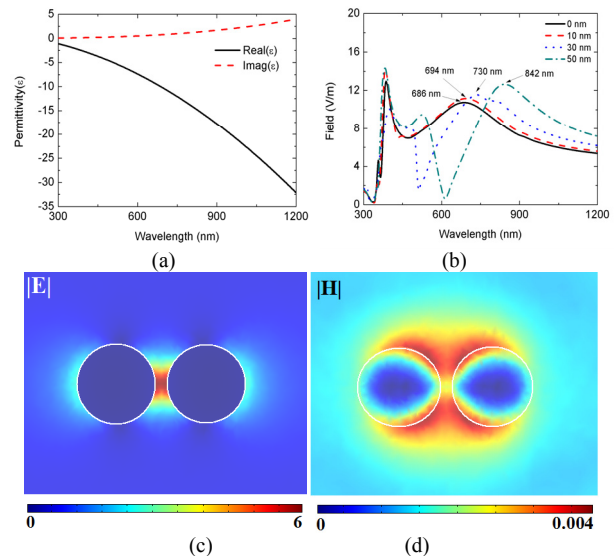 (a)
Permittivity(ε)
5
0
-5
-10
-15
-20
-25
-30
-35
Real(ε)
Imag(ε)
300 600 900 1200
Wavelength (nm)
(b)
Field (V/m)
20
16
12
8
4
0
0 nm
10 nm
30 nm
50 nm
694 nm
730 nm
842 nm
686 nm
300 600 900 1200
Wavelength (nm)
(a)
(b)
|E|
|H|
0 6
0 0.004
(c)
(d)